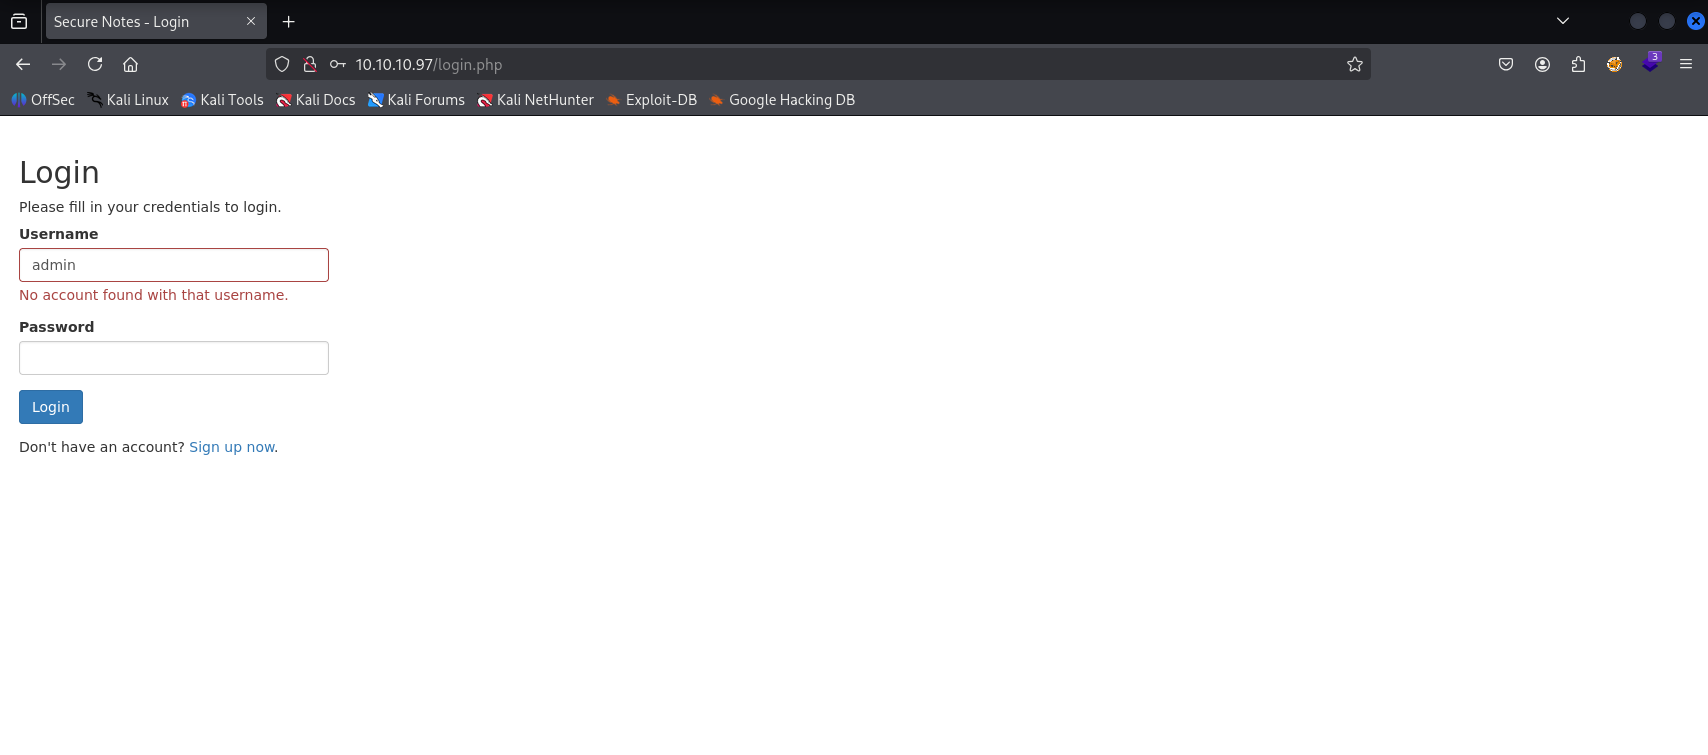 Secure Notes - Login
10.10.10.97/login.php
3
OffSec Kali Linux Kali Tools Kali Docs Kali Forums Kali NetHunter Exploit-DB Google Hacking DB
Login
Please fill in your credentials to login.
Username
admin
No account found with that username.
Password
Login
Don't have an account? Sign up now.